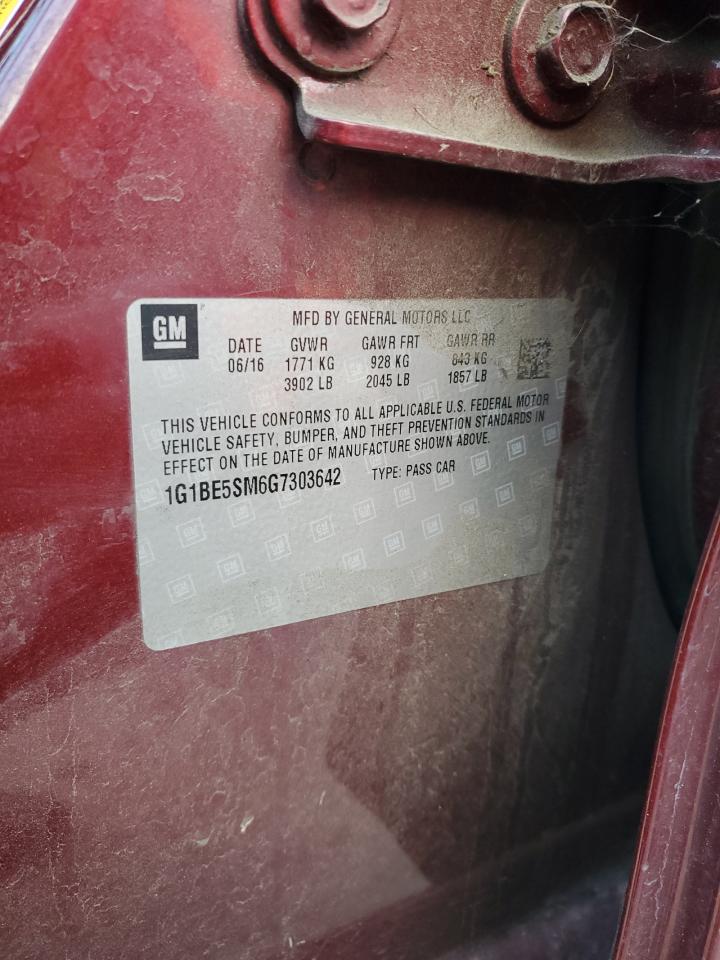 GM
MFD BY GENERAL MOTORS LLC
DATE GVWR GAWR FRT GAWR RR
06/16 1771 KG 928 KG 843 KG
3902 LB 2045 LB 1857 LB
THIS VEHICLE CONFORMS TO ALL APPLICABLE U.S. FEDERAL MOTOR
VEHICLE SAFETY, BUMPER, AND THEFT PREVENTION STANDARDS IN
EFFECT ON THE DATE OF MANUFACTURE SHOWN ABOVE.
1G1BE5SM6G7303642 TYPE: PASS CAR